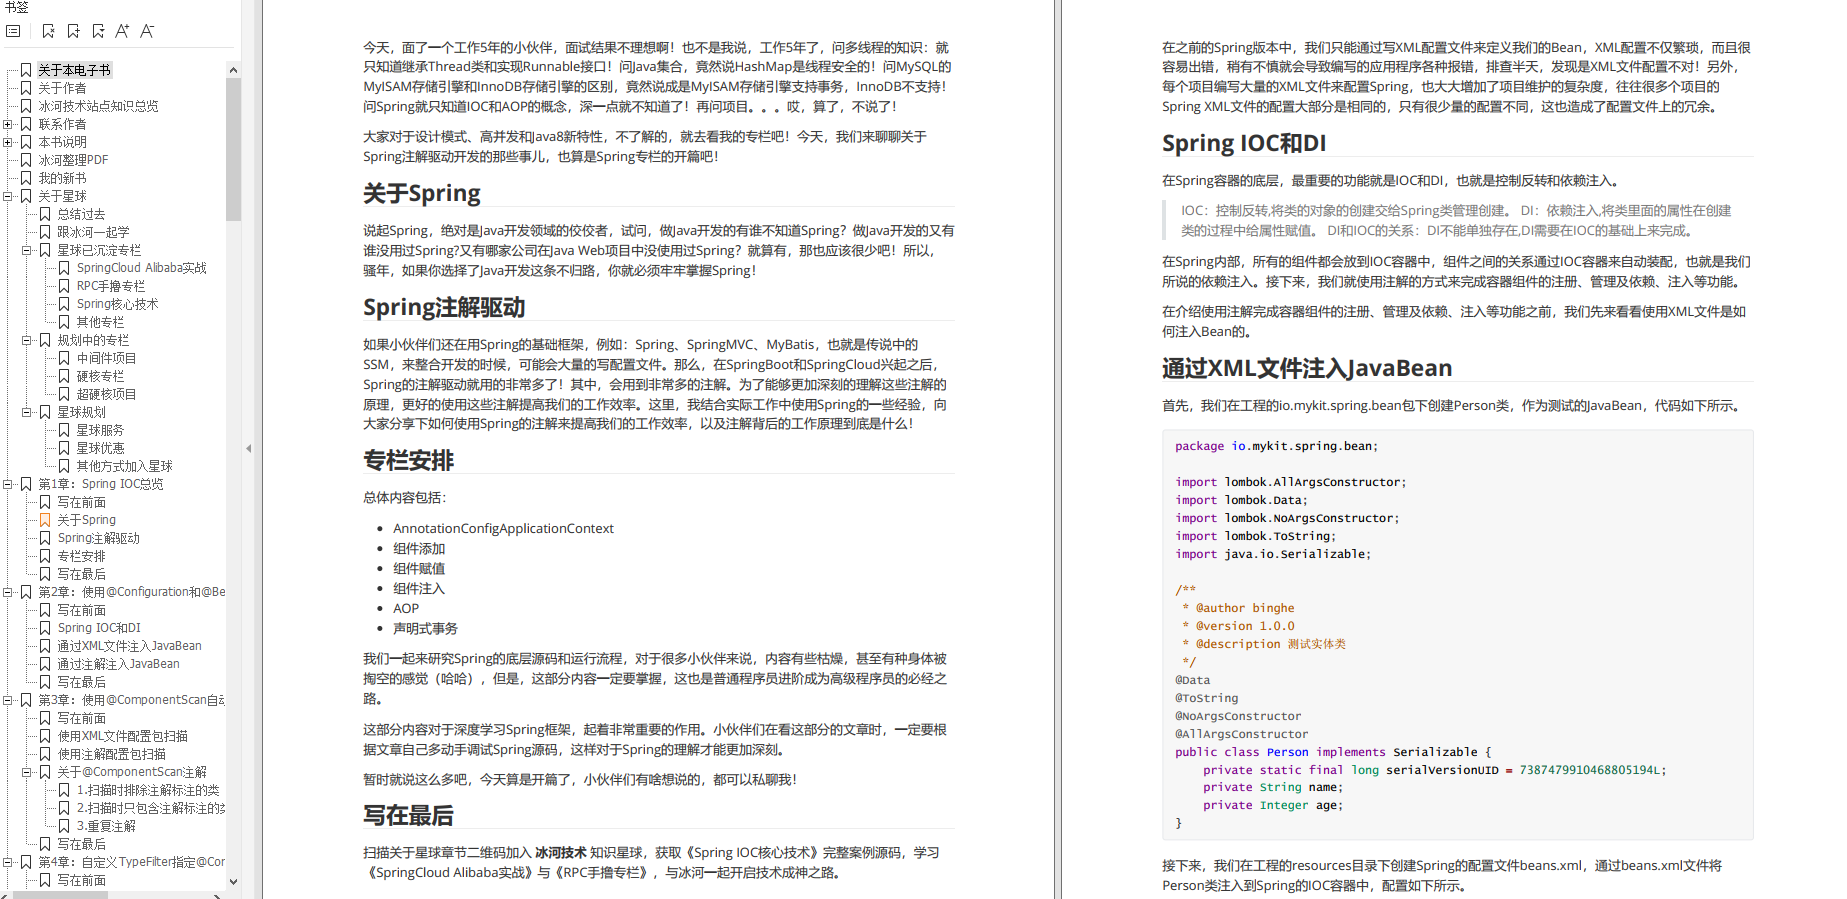 书签
关于本电子书
关于作者
冰河技术站点知识总览
联系作者
本书说明
冰河整理PDF
我的新书
关于星球
总结过去
跟冰河一起学
星球已沉淀专栏
SpringCloud Alibaba实战
RPC手撸专栏
Spring核心技术
其他专栏
规划中的专栏
中间件项目
硬核专栏
超硬核项目
星球规划
星球服务
星球优惠
其他方式加入星球
第1章：Spring IOC总览
写在前面
关于Spring
Spring注解驱动
专栏安排
写在最后
第2章：使用@Configuration和@Be
写在前面
Spring IOC和DI
通过XML文件注入JavaBean
通过注解注入JavaBean
写在最后
第3章：使用@ComponentScan自动
写在前面
使用XML文件配置包扫描
使用注解配置包扫描
关于@ComponentScan注解
1.扫描时排除注解标注的类
2.扫描时只包含注解标注的类
3.重复注解
写在最后
第4章：自定义TypeFilter指定@Cor
写在前面
今天，面了一个工作5年的小伙伴，面试结果不理想啊！也不是我说，工作5年了，问多线程的知识：就
只知道继承Thread类和实现Runnable接口！问Java集合，竟然说HashMap是线程安全的！问MySQL的
MyISAM存储引擎和InnoDB存储引擎的区别，竟然说成是MyISAM存储引擎支持事务，InnoDB不支持！
问Spring就只知道IOC和AOP的概念，深一点就不知道了！再问项目。。。哎，算了，不说了！
大家对于设计模式、高并发和Java8新特性，不了解的，就去看我的专栏吧！今天，我们来聊聊关于
Spring注解驱动开发的那些事儿，也算是Spring专栏的开篇吧！
关于Spring
说起Spring，绝对是Java开发领域的佼佼者，试问，做Java开发的有谁不知道Spring？做Java开发的又有
谁没用过Spring?又有哪家公司在Java Web项目中没使用过Spring？就算有，那也应该很少吧！所以，
骚年，如果你选择了Java开发这条不归路，你就必须牢牢掌握Spring！
Spring注解驱动
如果小伙伴们还在用Spring的基础框架，例如：Spring、SpringMVC、MyBatis，也就是传说中的
SSM，来整合开发的时候，可能会大量的写配置文件。那么，在SpringBoot和SpringCloud兴起之后，
Spring的注解驱动就用的非常多了！其中，会用到非常多的注解。为了能够更加深刻的理解这些注解的
原理，更好的使用这些注解提高我们的工作效率。这里，我结合实际工作中使用Spring的一些经验，向
大家分享下如何使用Spring的注解来提高我们的工作效率，以及注解背后的工作原理到底是什么！
专栏安排
总体内容包括：
• AnnotationConfigApplicationContext
• 组件添加
• 组件赋值
• 组件注入
• AOP
• 声明式事务
我们一起来研究Spring的底层源码和运行流程，对于很多小伙伴来说，内容有些枯燥，甚至有种身体被
掏空的感觉（哈哈），但是，这部分内容一定要掌握，这也是普通程序员进阶成为高级程序员的必经之
路。
这部分内容对于深度学习Spring框架，起着非常重要的作用。小伙伴们在看这部分的文章时，一定要根
据文章自己多动手调试Spring源码，这样对于Spring的理解才能更加深刻。
暂时就说这么多吧，今天算是开篇了，小伙伴们有啥想说的，都可以私聊我！
写在最后
扫描关于星球章节二维码加入 冰河技术 知识星球，获取《Spring IOC核心技术》完整案例源码，学习
《SpringCloud Alibaba实战》与《RPC手撸专栏》，与冰河一起开启技术成神之路。
在之前的Spring版本中，我们只能通过写XML配置文件来定义我们的Bean，XML配置不仅繁琐，而且很
容易出错，稍有不慎就会导致编写的应用程序各种报错，排查半天，发现是XML文件配置不对！另外，
每个项目编写大量的XML文件来配置Spring，也大大增加了项目维护的复杂度，往往很多个项目的
Spring XML文件的配置大部分是相同的，只有很少量的配置不同，这也造成了配置文件上的冗余。
Spring IOC和DI
在Spring容器的底层，最重要的功能就是IOC和DI，也就是控制反转和依赖注入。
IOC：控制反转,将类的对象的创建交给Spring类管理创建。 DI：依赖注入,将类里面的属性在创建
类的过程中给属性赋值。 DI和IOC的关系：DI不能单独存在,DI需要在IOC的基础上来完成。
在Spring内部，所有的组件都会放到IOC容器中，组件之间的关系通过IOC容器来自动装配，也就是我们
所说的依赖注入。接下来，我们就使用注解的方式来完成容器组件的注册、管理及依赖、注入等功能。
在介绍使用注解完成容器组件的注册、管理及依赖、注入等功能之前，我们先来看看使用XML文件是如
何注入Bean的。
通过XML文件注入JavaBean
首先，我们在工程的io.mykit.spring.bean包下创建Person类，作为测试的JavaBean，代码如下所示。
package io.mykit.spring.bean;
import lombok.AllArgsConstructor;
import lombok.Data;
import lombok.NoArgsConstructor;
import lombok.ToString;
import java.io.Serializable;
/**
 * @author binghe
 * @version 1.0.0
 * @description 测试实体类
 */
@Data
@ToString
@NoArgsConstructor
@AllArgsConstructor
public class Person implements Serializable {
    private static final long serialVersionUID = 7387479910468805194L;
    private String name;
    private Integer age;
}
接下来，我们在工程的resources目录下创建Spring的配置文件beans.xml，通过beans.xml文件将
Person类注入到Spring的IOC容器中，配置如下所示。